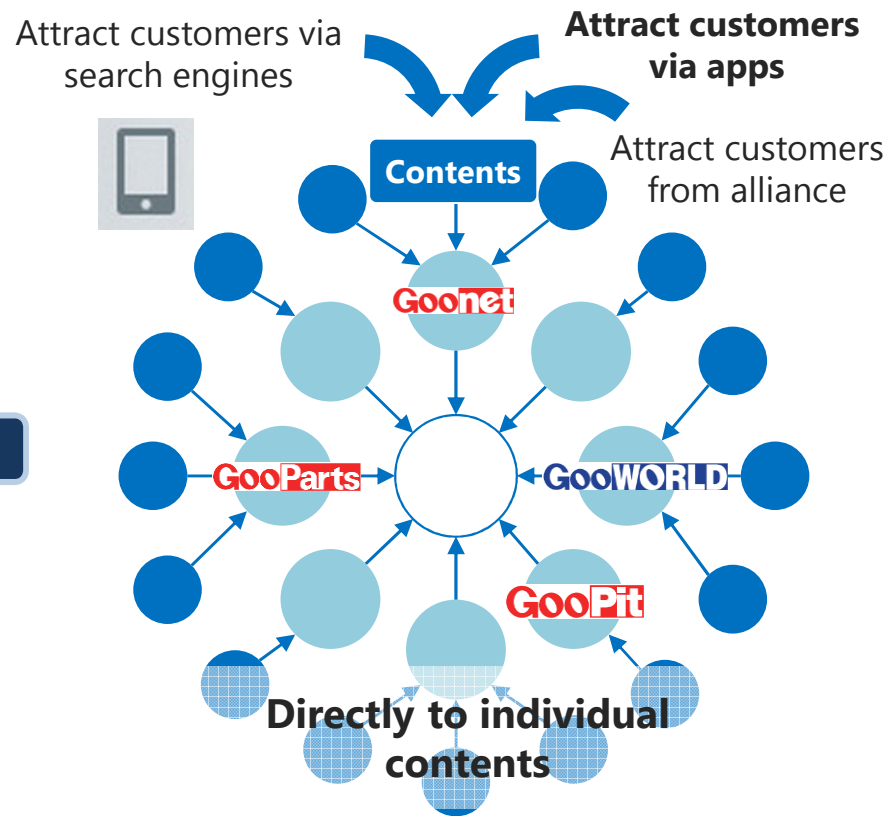 Attract customers via
search engines
Attract customers
via apps
Attract customers
from alliance
Contents
Goonet
GooParts
GooWORLD
GooPit
Directly to individual
contents